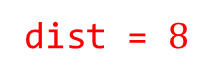 dist = 8